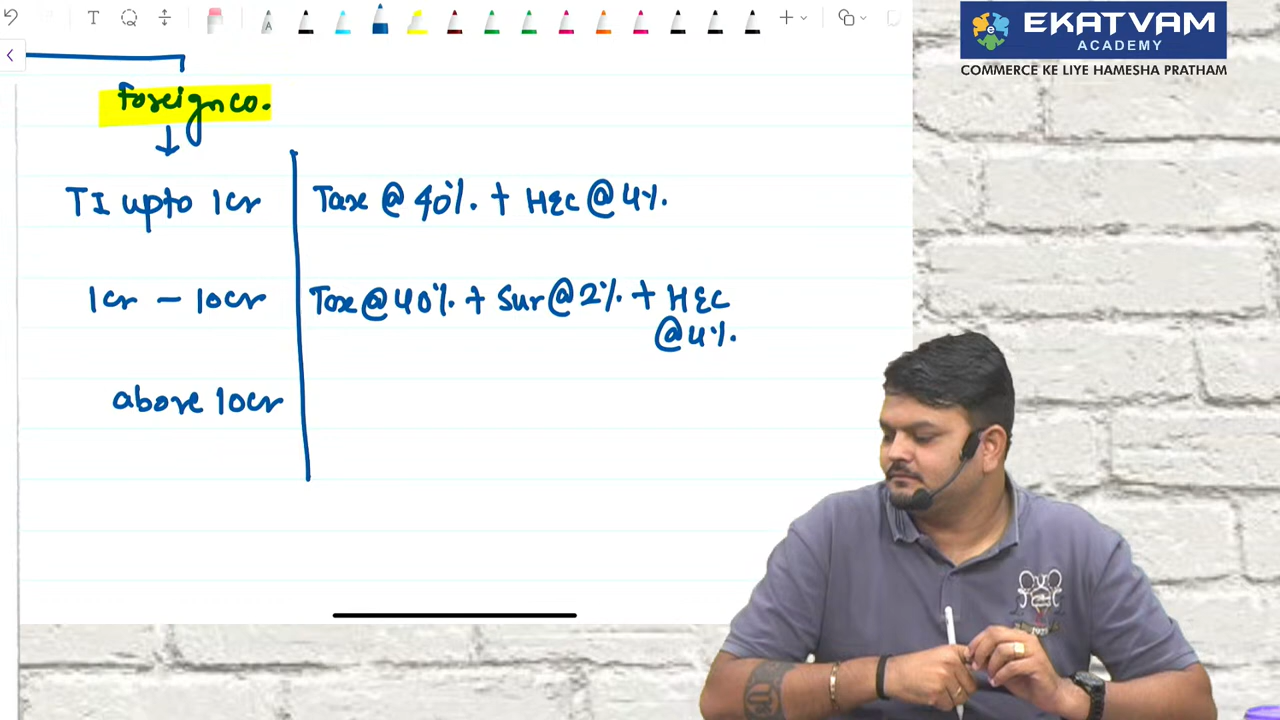 EKATVAM
ACADEMY
COMMERCE KE LIYE HAMESHA PRATHAM
Foreign co.
TI upto 1cr
Tax @ 40%. + HEC @ 4%.
1cr - 10cr
Tax @ 40%. + Sur @ 2%. + HEC
@ 4%.
above 10cr